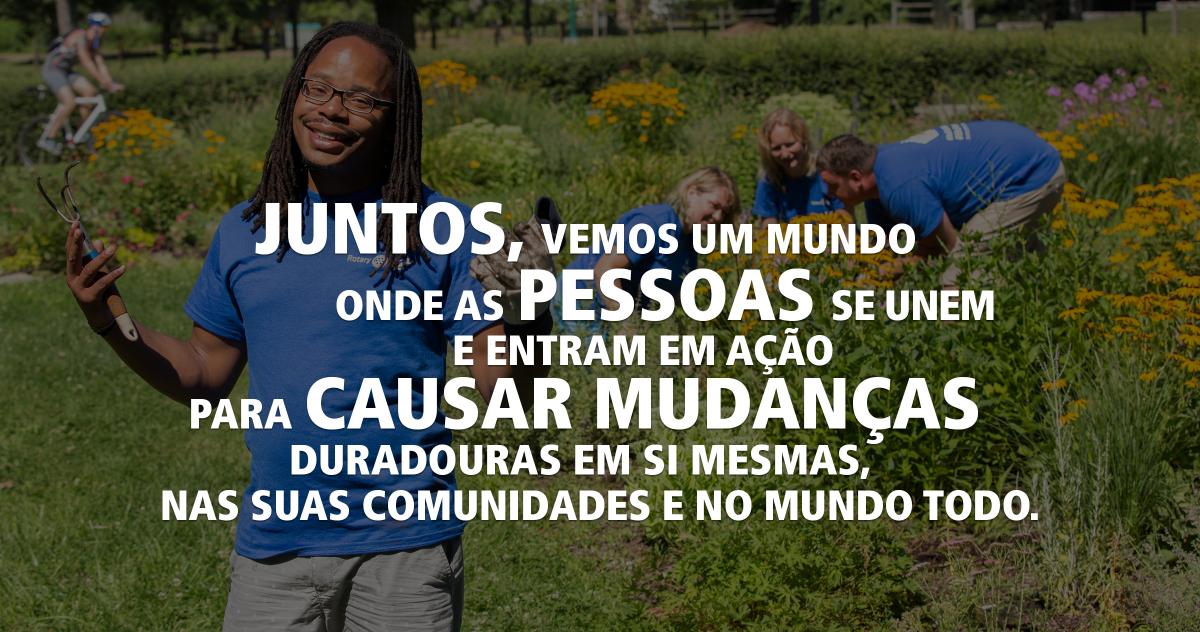 JUNTOS, VEMOS UM MUNDO
ONDE AS PESSOAS SE UNEM
E ENTRAM EM AÇÃO
PARA CAUSAR MUDANÇAS
DURADOURAS EM SI MESMAS,
NAS SUAS COMUNIDADES E NO MUNDO TODO.
Rotary